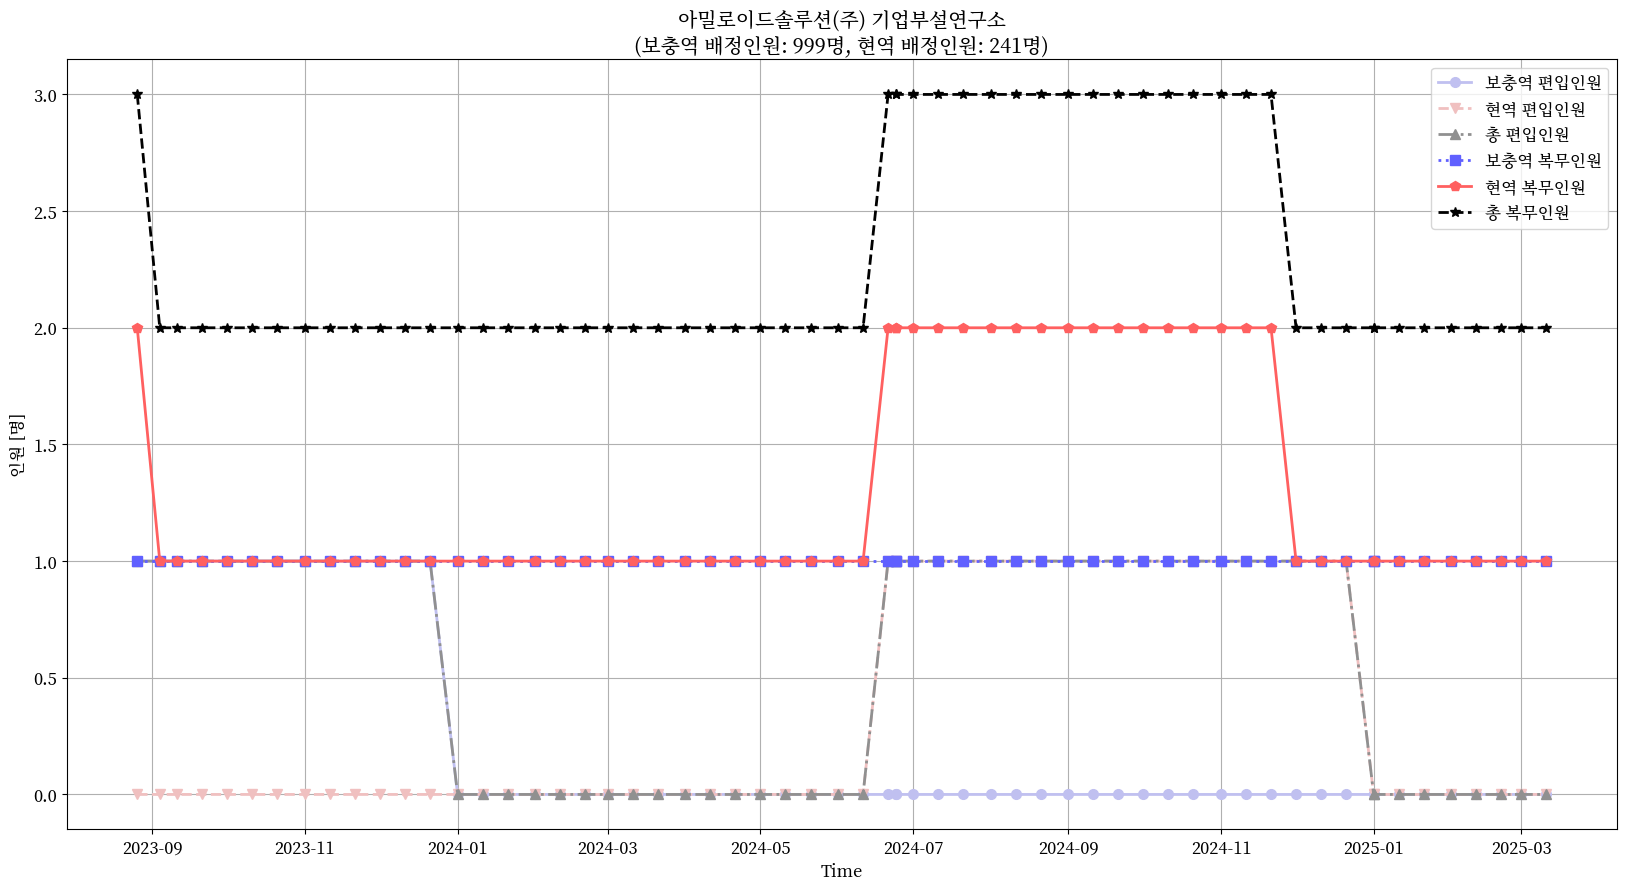 아밀로이드솔루션(주) 기업부설연구소
(보충역 배정인원: 999명, 현역 배정인원: 241명)
보충역 편입인원
현역 편입인원
총 편입인원
보충역 복무인원
현역 복무인원
총 복무인원
인원 [명]
3.0
2.5
2.0
1.5
1.0
0.5
0.0
2023-09 2023-11 2024-01 2024-03 2024-05 2024-07 2024-09 2024-11 2025-01 2025-03
Time